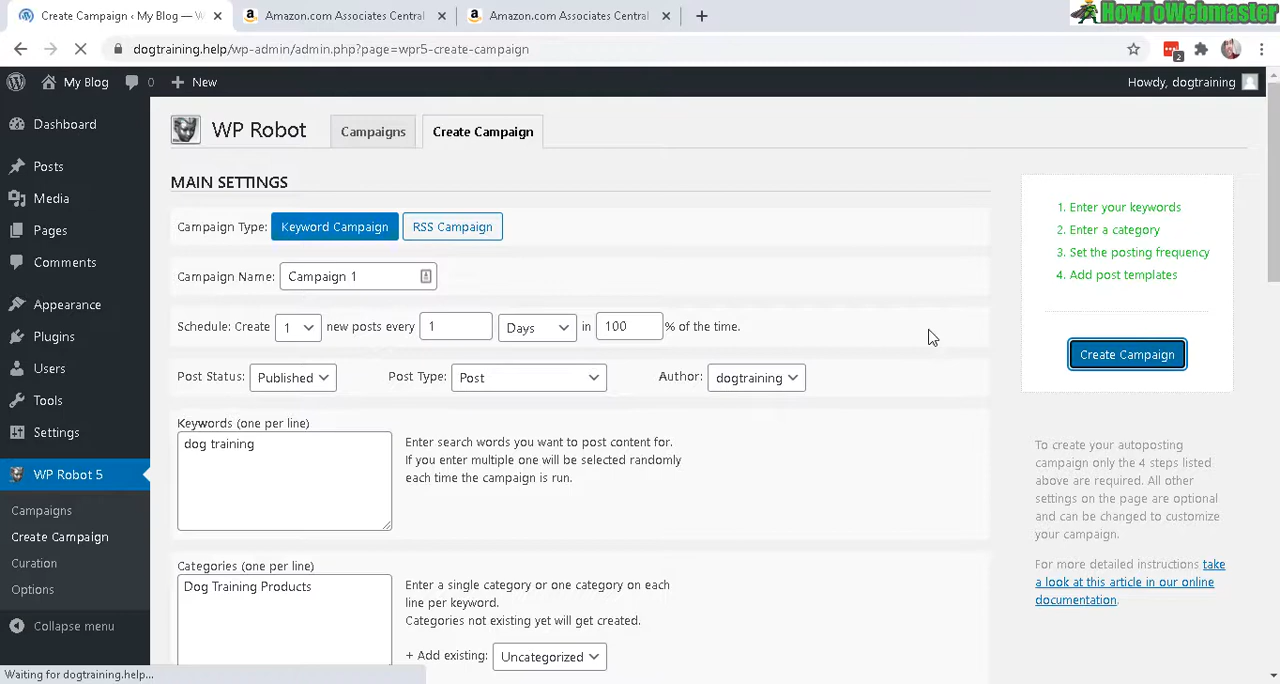 Create Campaign ‹ My Blog — W
Amazon.com Associates Central
Amazon.com Associates Central
HowToWebmaster
dogtraining.help/wp-admin/admin.php?page=wpr5-create-campaign
2
My Blog
0
New
Howdy, dogtraining
Dashboard
Posts
Media
Pages
Comments
Appearance
Plugins
Users
Tools
Settings
WP Robot 5
Campaigns
Create Campaign
Curation
Options
Collapse menu
WP Robot
Campaigns
Create Campaign
MAIN SETTINGS
Campaign Type: Keyword Campaign RSS Campaign
Campaign Name: Campaign 1
Schedule: Create 1 new posts every 1 Days in 100 % of the time.
Post Status: Published Post Type: Post Author: dogtraining
Keywords (one per line)
dog training
Enter search words you want to post content for.
If you enter multiple one will be selected randomly
each time the campaign is run.
Categories (one per line)
Dog Training Products
Enter a single category or one category on each
line per keyword.
Categories not existing yet will get created.
+ Add existing: Uncategorized
1. Enter your keywords
2. Enter a category
3. Set the posting frequency
4. Add post templates
Create Campaign
To create your autoposting
campaign only the 4 steps listed
above are required. All other
settings on the page are optional
and can be changed to customize
your campaign.
For more detailed instructions take
a look at this article in our online
documentation.
Waiting for dogtraining.help...